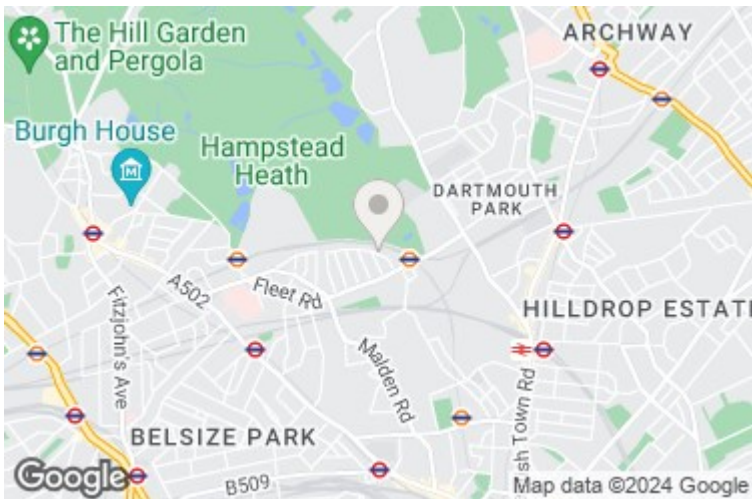 The Hill Garden
and Pergola
ARCHWAY
Burgh House
M
Hampstead
Heath
DARTMOUTH
PARK
A502
Fleet Rd
Fitzjohn's Ave
HILLDROP ESTATE
Malden Rd
sh Town Rd
BELSIZE PARK
B509
Google
Map data ©2024 Google